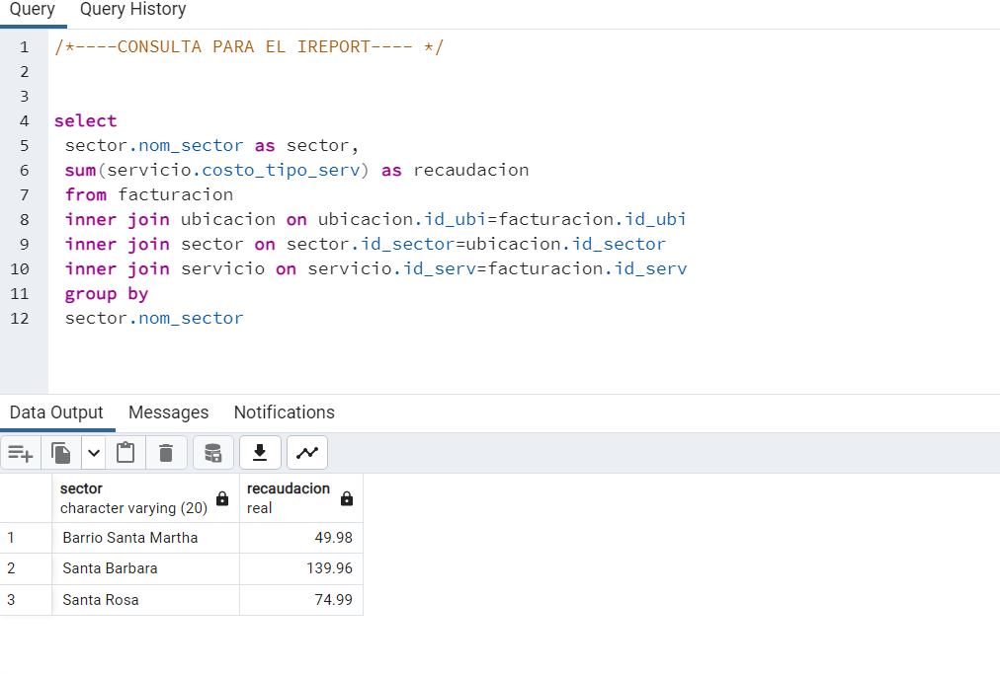 Query Query History
1 /*----CONSULTA PARA EL IREPORT---- */
2
3
4 select
5 sector.nom_sector as sector,
6 sum(servicio.costo_tipo_serv) as recaudacion
7 from facturacion
8 inner join ubicacion on ubicacion.id_ubi=facturacion.id_ubi
9 inner join sector on sector.id_sector=ubicacion.id_sector
10 inner join servicio on servicio.id_serv=facturacion.id_serv
11 group by
12 sector.nom_sector
Data Output Messages Notifications
sector recaudacion
character varying (20) real
1 Barrio Santa Martha 49.98
2 Santa Barbara 139.96
3 Santa Rosa 74.99